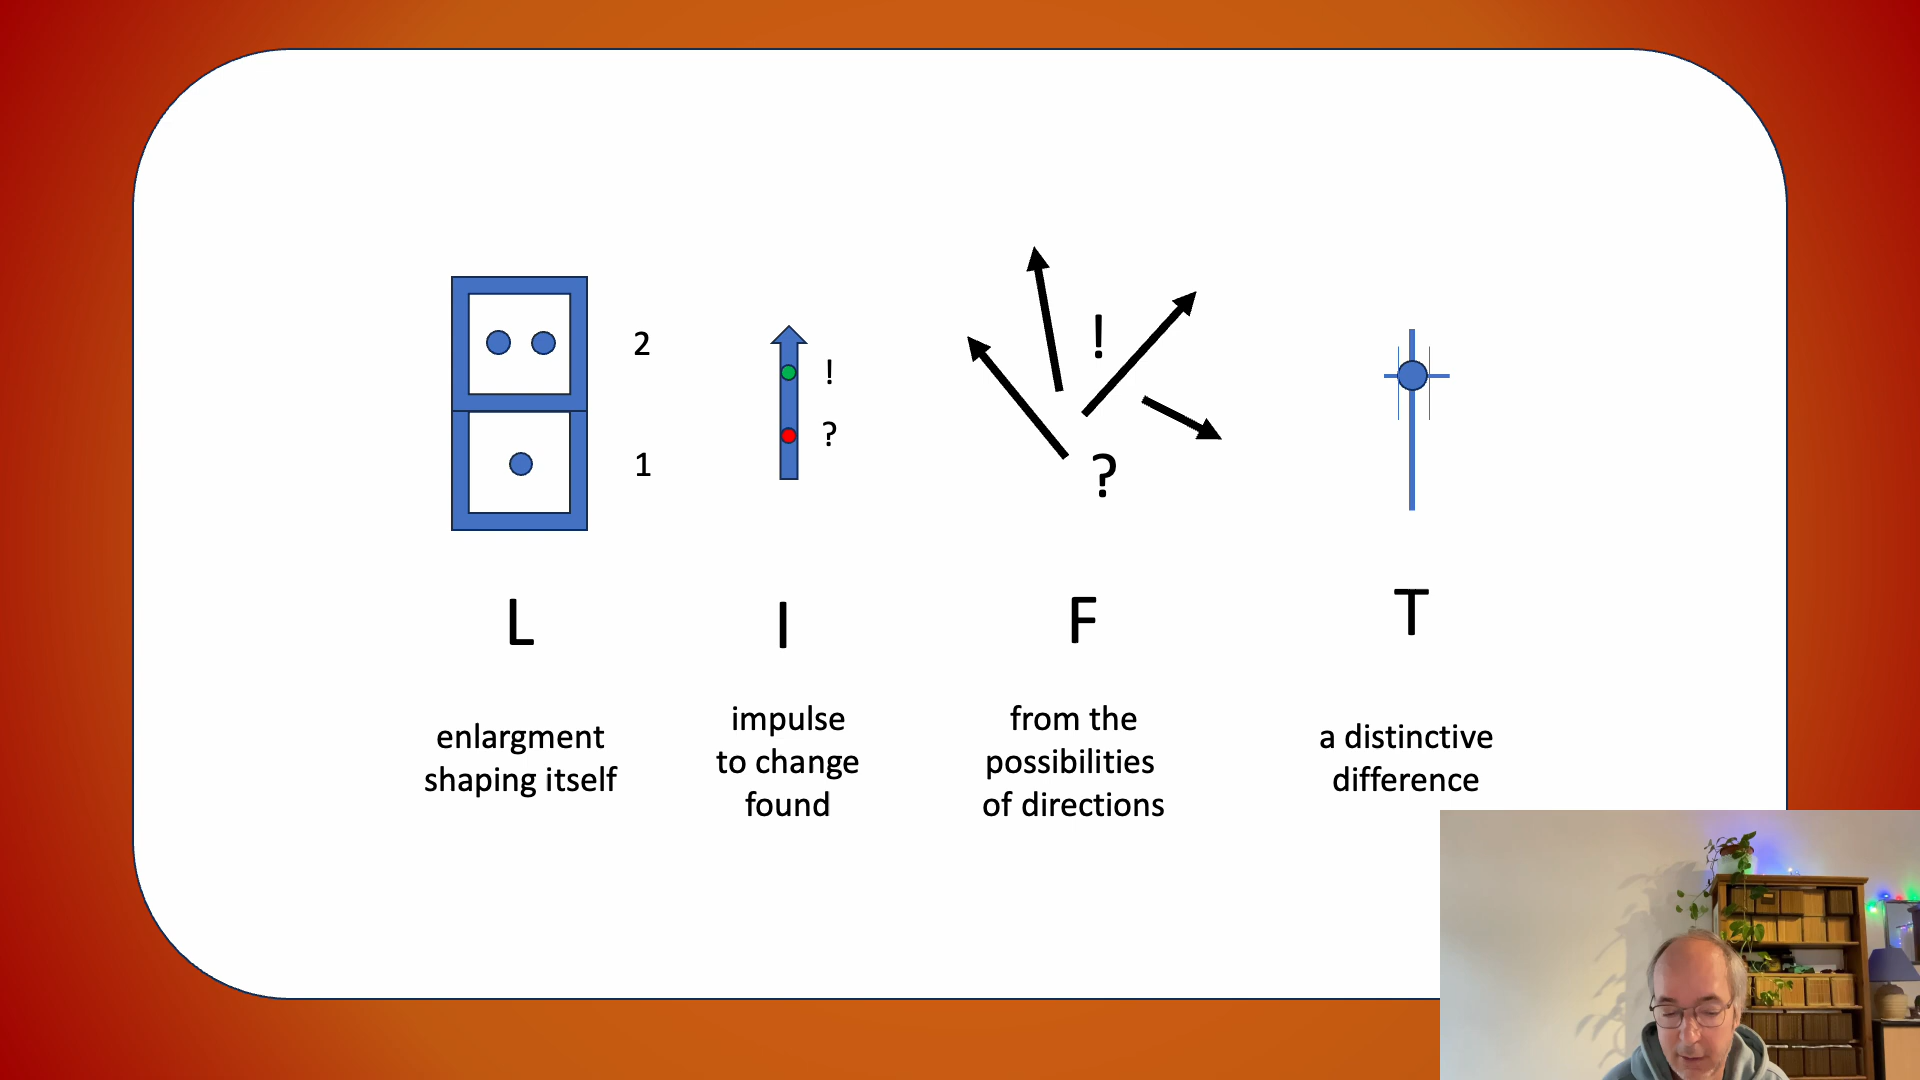 2
1
!
?
!
?
L
I
F
T
enlargment
shaping itself
impulse
to change
found
from the
possibilities
of directions
a distinctive
difference